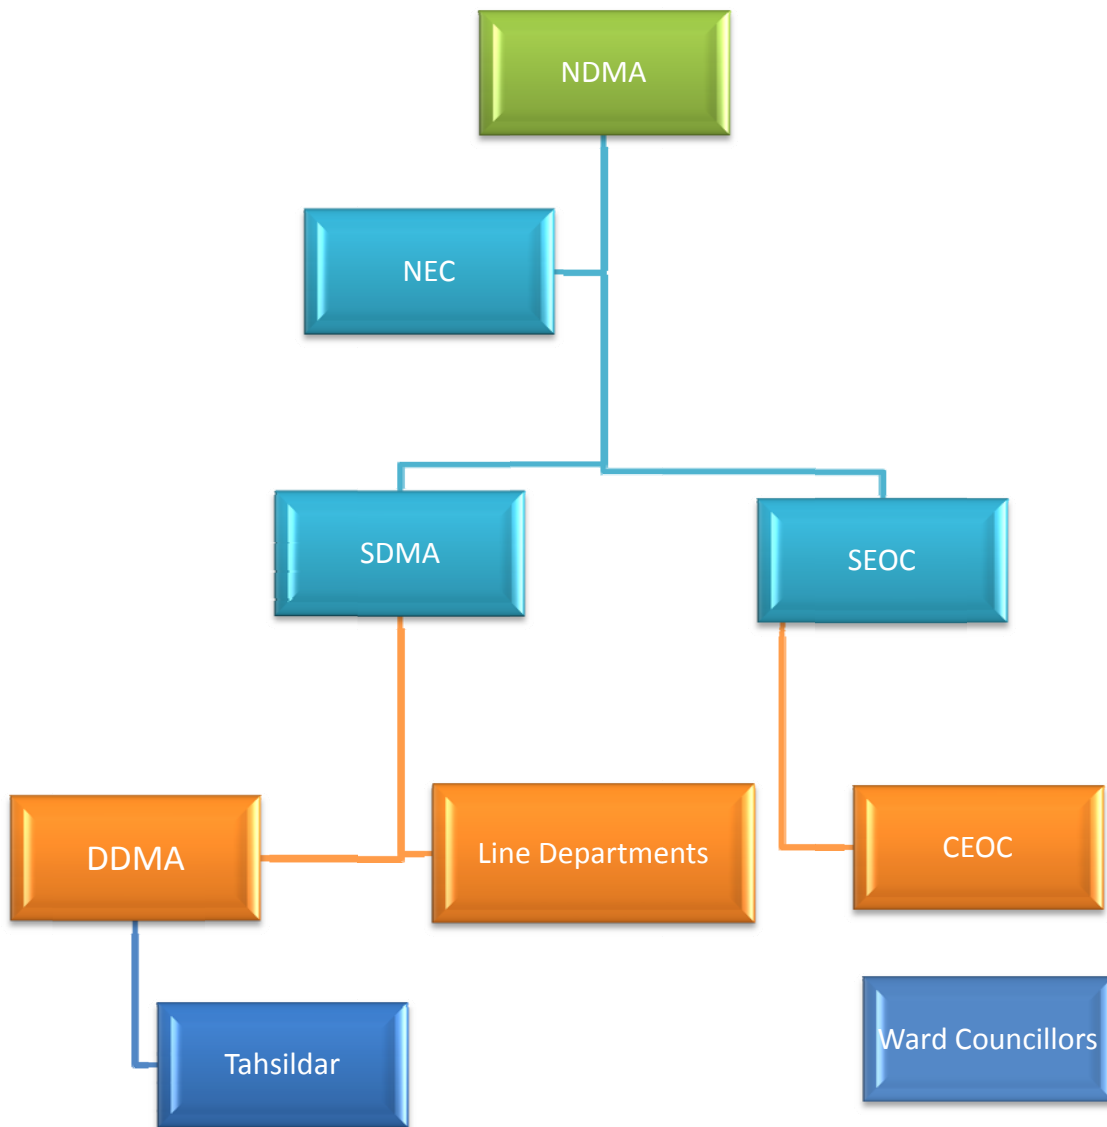 NDMA
NEC
SDMA
SEOC
DDMA
Line Departments
CEOC
Tahsildar
Ward Councillors